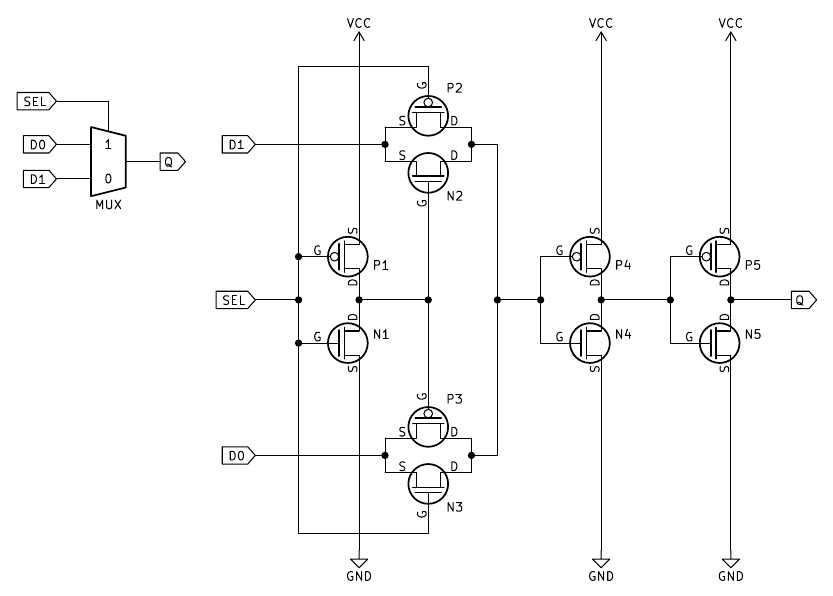 VCC VCC VCC
G P2
SEL
S D
D0 1 D1
S D
D1 0 Q
MUX N2
G
S S S
G P1 G P4 G P5
D D D
SEL Q
D D D
G N1 G N4 G N5
S S S
G P3
S D
D0
S D
N3
G
GND GND GND